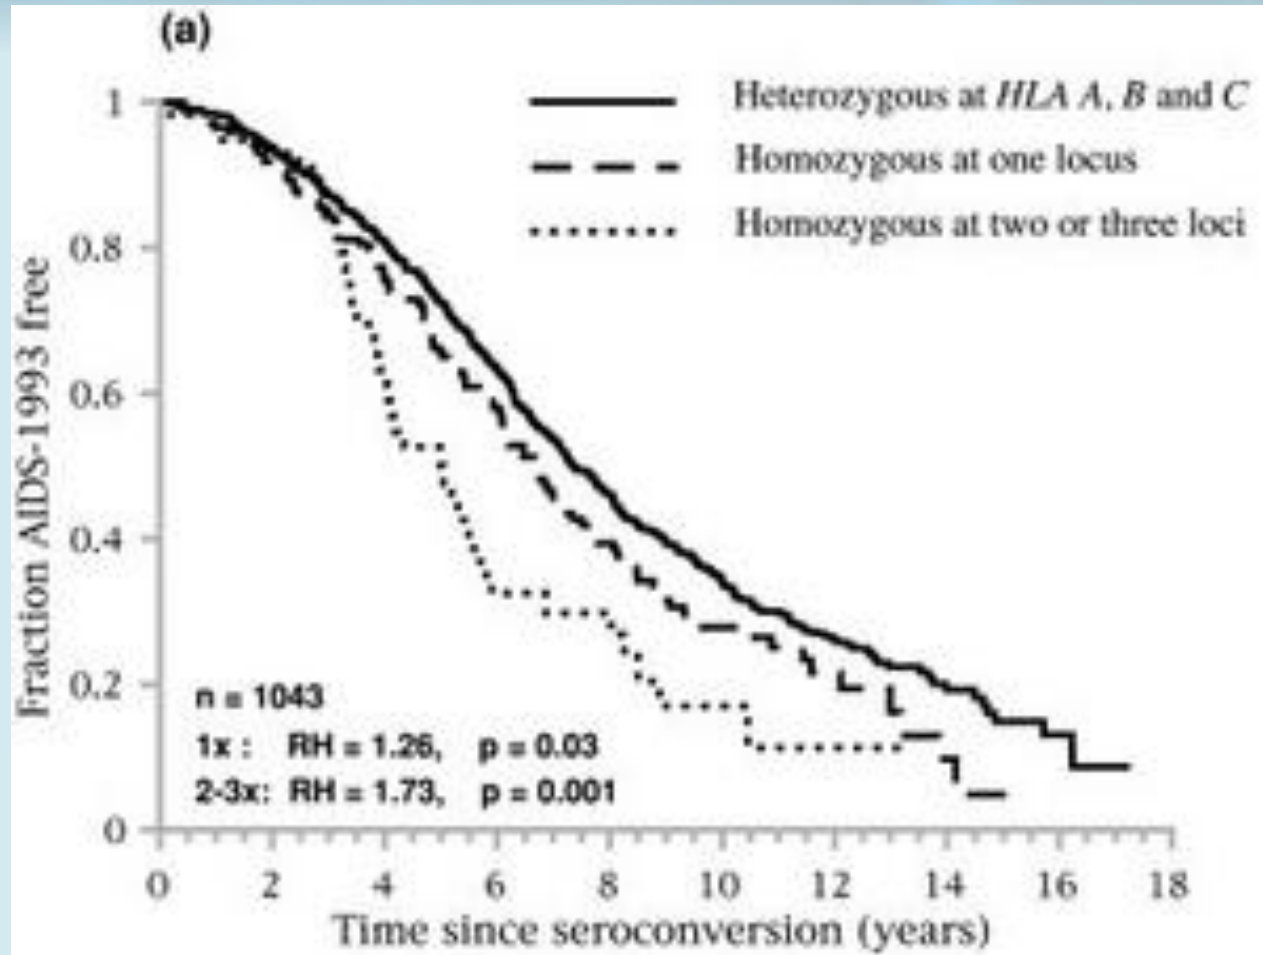 (a)
Heterozygous at HLA A, B and C
Homozygous at one locus
Homozygous at two or three loci
Fraction AIDS-1993 free
1
0.8
0.6
0.4
0.2
0
n = 1043
1x : RH = 1.26, p = 0.03
2-3x: RH = 1.73, p = 0.001
0 2 4 6 8 10 12 14 16 18
Time since seroconversion (years)